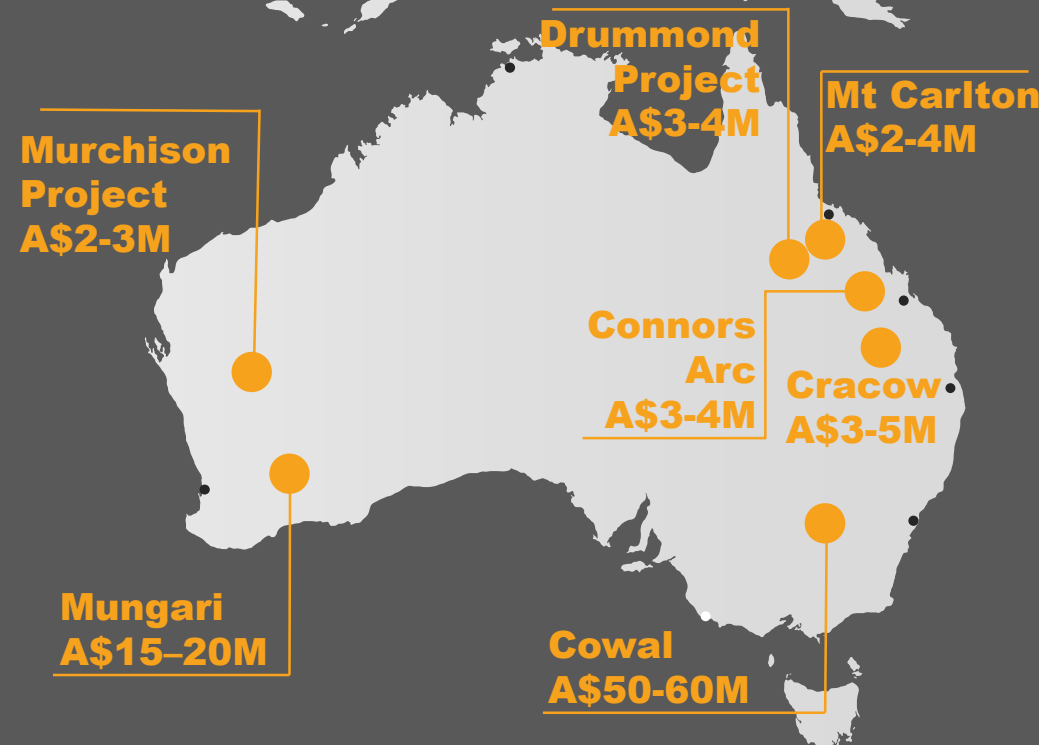 Drummond
Project
A$3-4M
Mt Carlton
A$2-4M
Murchison
Project
A$2-3M
Connors
Arc
A$3-4M
Cracow
A$3-5M
Mungari
A$15–20M
Cowal
A$50-60M